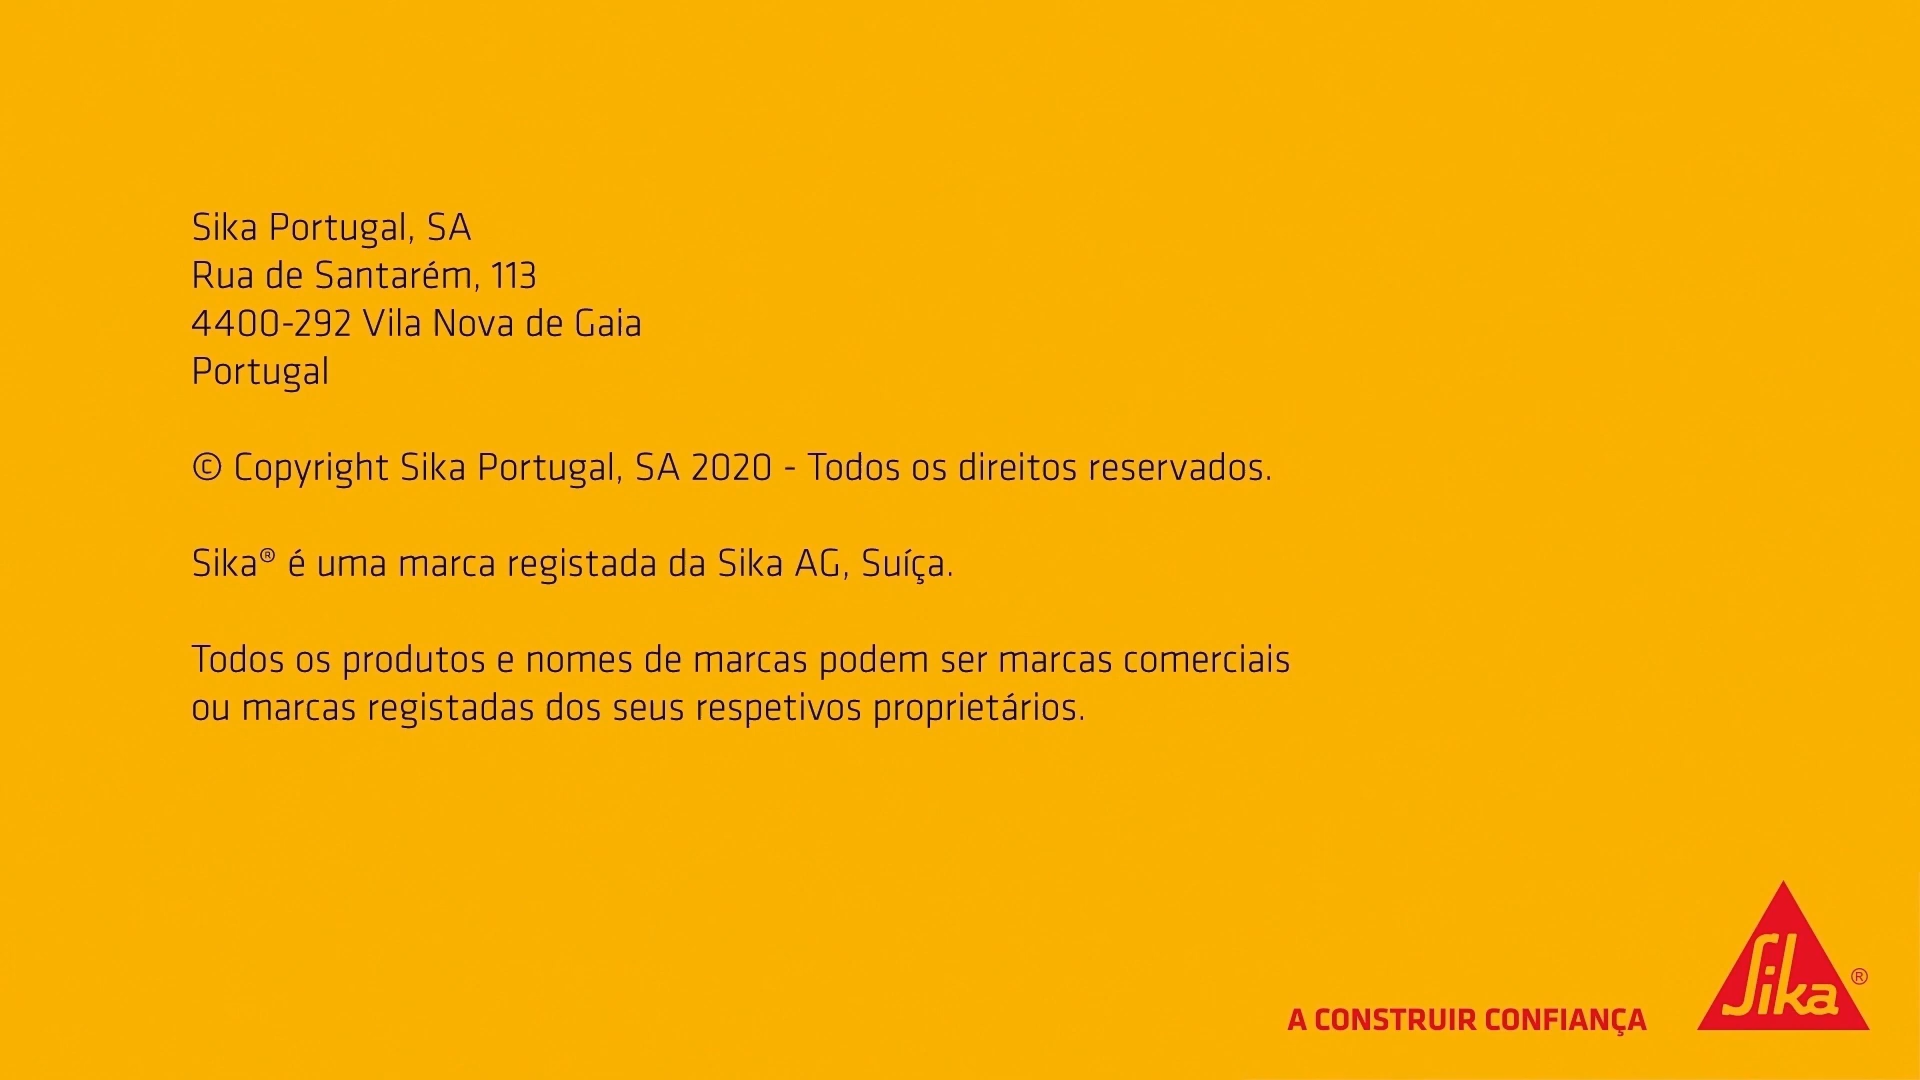 Sika Portugal, SA
Rua de Santarém, 113
4400-292 Vila Nova de Gaia
Portugal
© Copyright Sika Portugal, SA 2020 - Todos os direitos reservados.
Sika® é uma marca registada da Sika AG, Suíça.
Todos os produtos e nomes de marcas podem ser marcas comerciais
ou marcas registadas dos seus respetivos proprietários.
A CONSTRUIR CONFIANÇA
Sika®